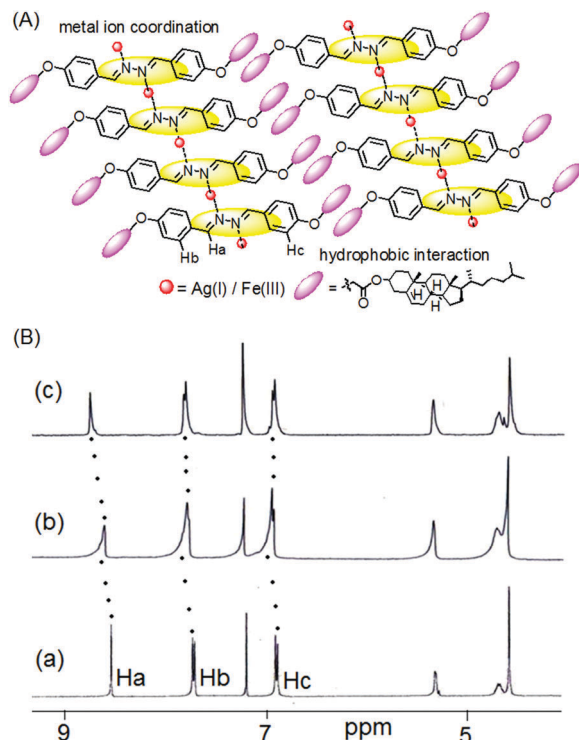 (A)
metal ion coordination
O
N
N
O
O
N
N
O
O
N
N
O
O
N
N
O
O
N
N
O
O
N
N
O
O
N
N
O
O
N
N
O
Hb
Ha
Hc
hydrophobic interaction
= Ag(I) / Fe(III)
=
O
O
H
H
H
(B)
(c)
(b)
(a)
Ha
Hb
Hc
9
7
ppm
5